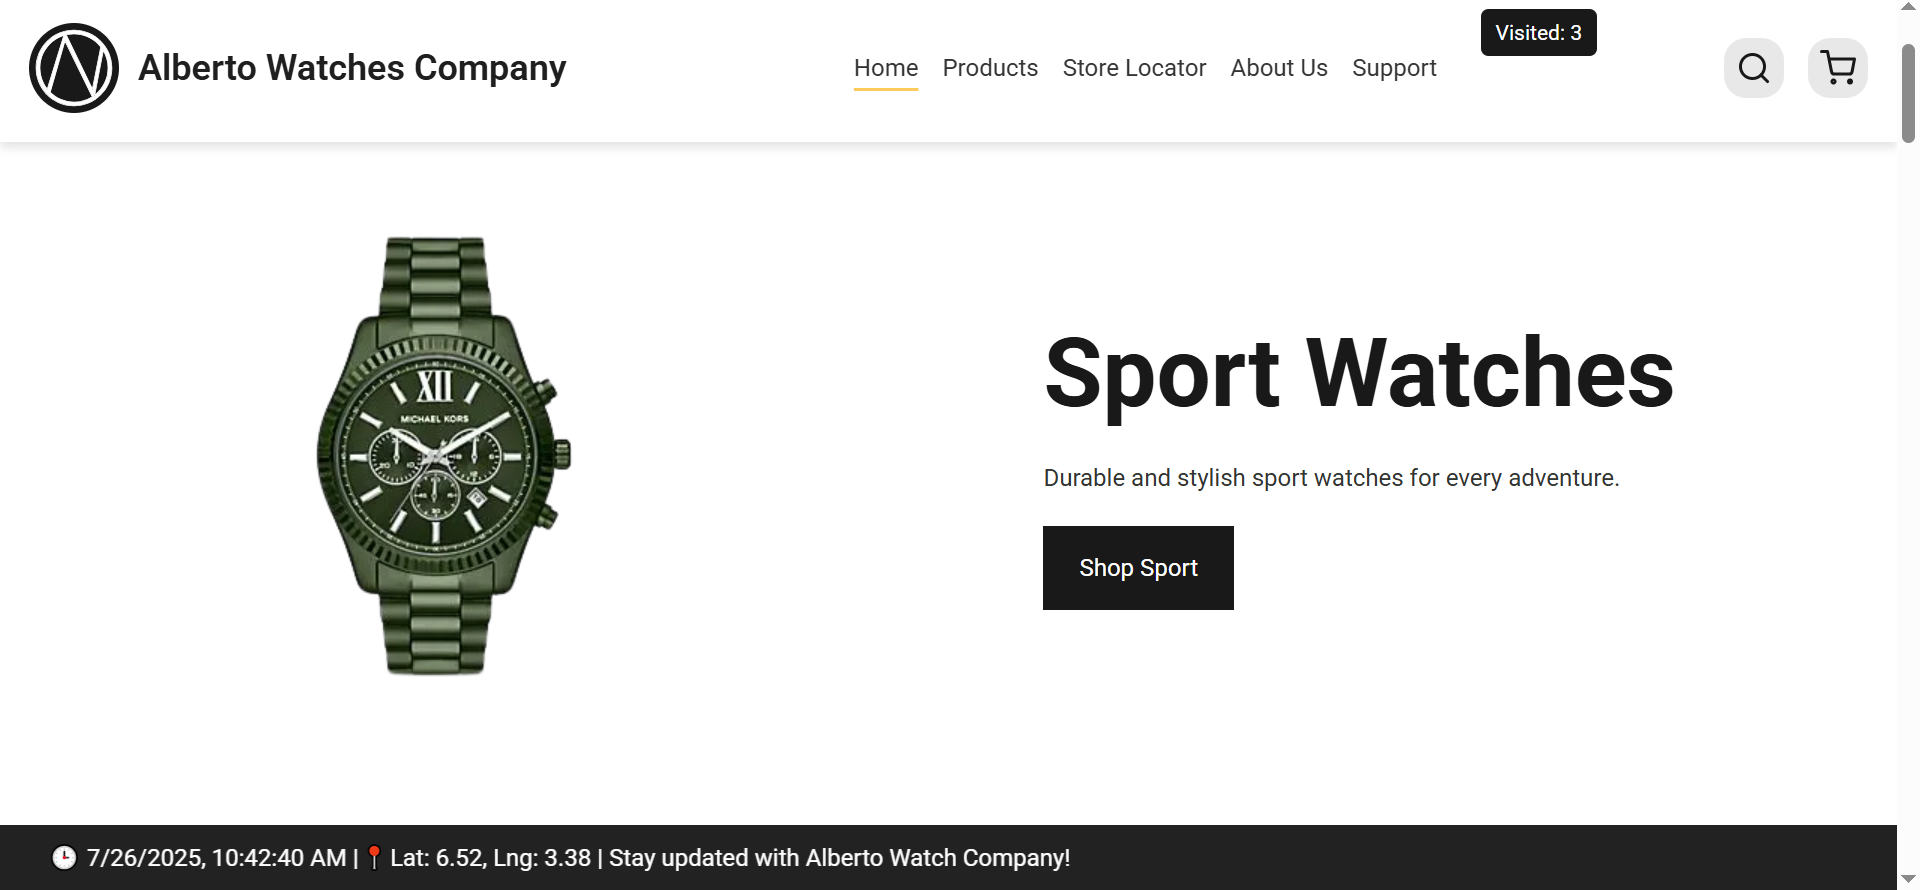 Alberto Watches Company
Home Products Store Locator About Us Support
Visited: 3
XII
MICHAEL KORS
Sport Watches
Durable and stylish sport watches for every adventure.
Shop Sport
7/26/2025, 10:42:40 AM | Lat: 6.52, Lng: 3.38 | Stay updated with Alberto Watch Company!